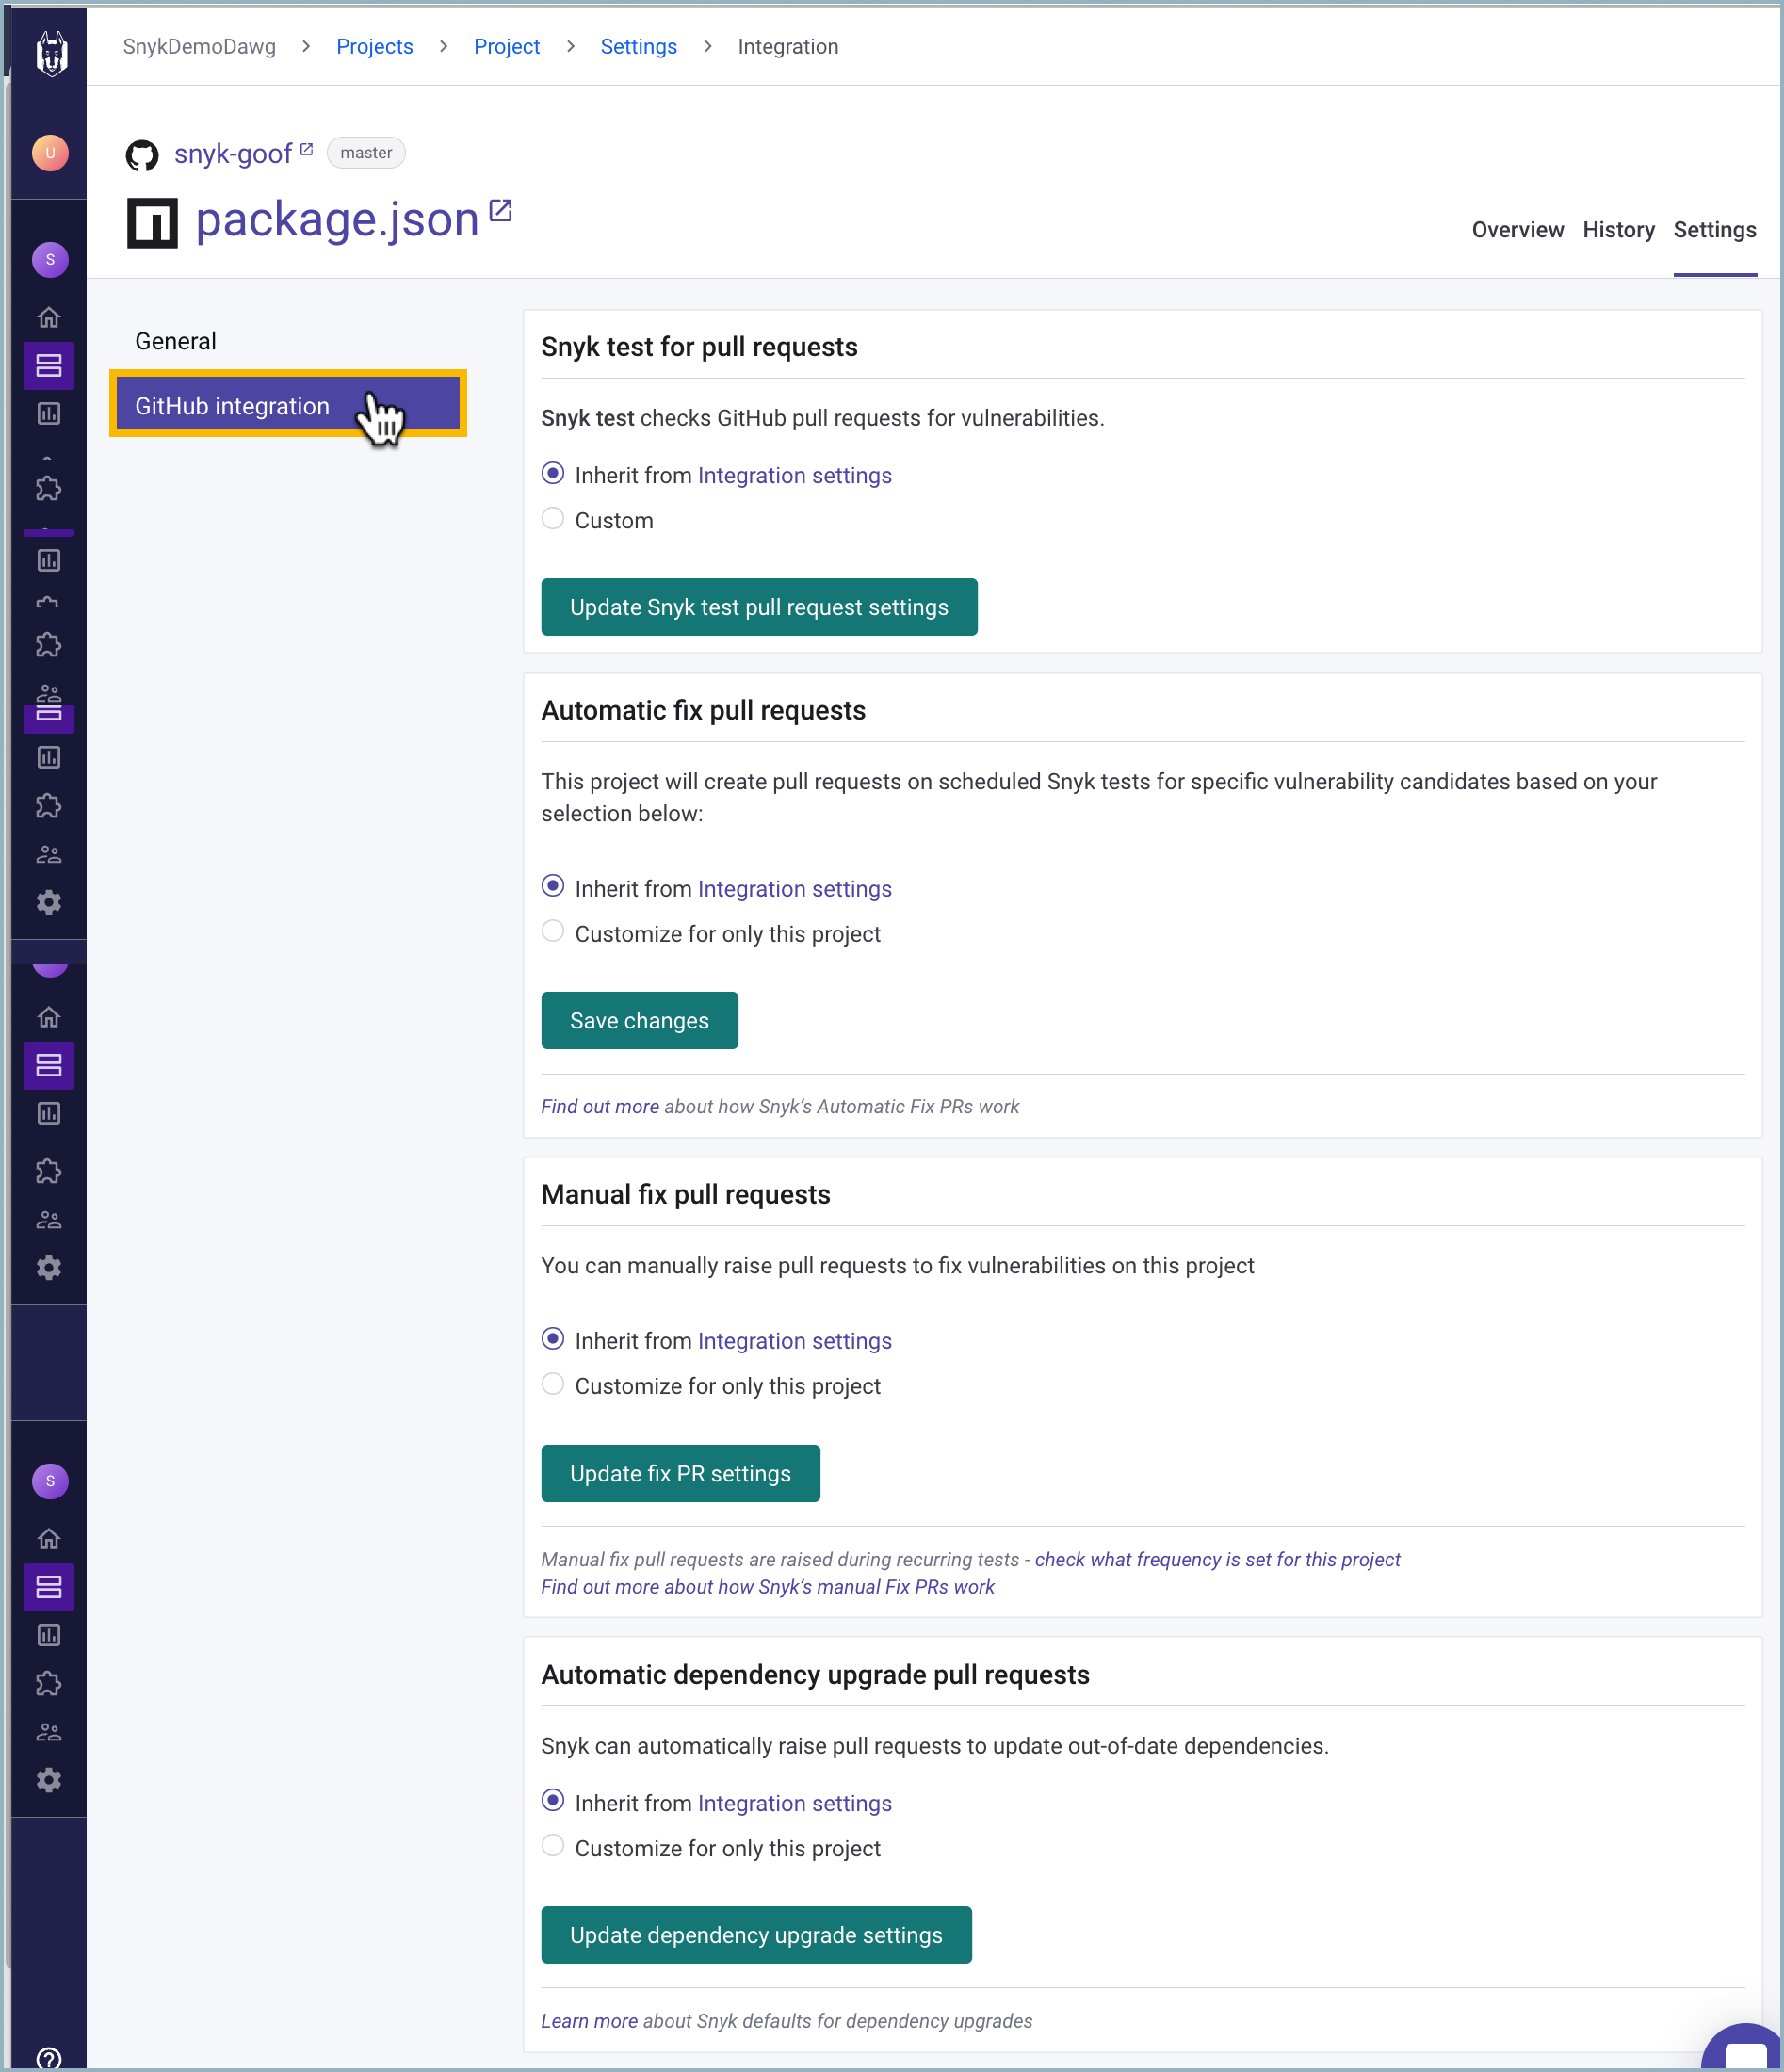 SnykDemoDawg > Projects > Project > Settings > Integration
U
snyk-goof master
package.json
Overview History Settings
S
General
GitHub integration
Snyk test for pull requests
Snyk test checks GitHub pull requests for vulnerabilities.
Inherit from Integration settings
Custom
Update Snyk test pull request settings
Automatic fix pull requests
This project will create pull requests on scheduled Snyk tests for specific vulnerability candidates based on your
selection below:
Inherit from Integration settings
Customize for only this project
Save changes
Find out more about how Snyk’s Automatic Fix PRs work
Manual fix pull requests
You can manually raise pull requests to fix vulnerabilities on this project
Inherit from Integration settings
Customize for only this project
Update fix PR settings
S
Manual fix pull requests are raised during recurring tests - check what frequency is set for this project
Find out more about how Snyk’s manual Fix PRs work
Automatic dependency upgrade pull requests
Snyk can automatically raise pull requests to update out-of-date dependencies.
Inherit from Integration settings
Customize for only this project
Update dependency upgrade settings
Learn more about Snyk defaults for dependency upgrades